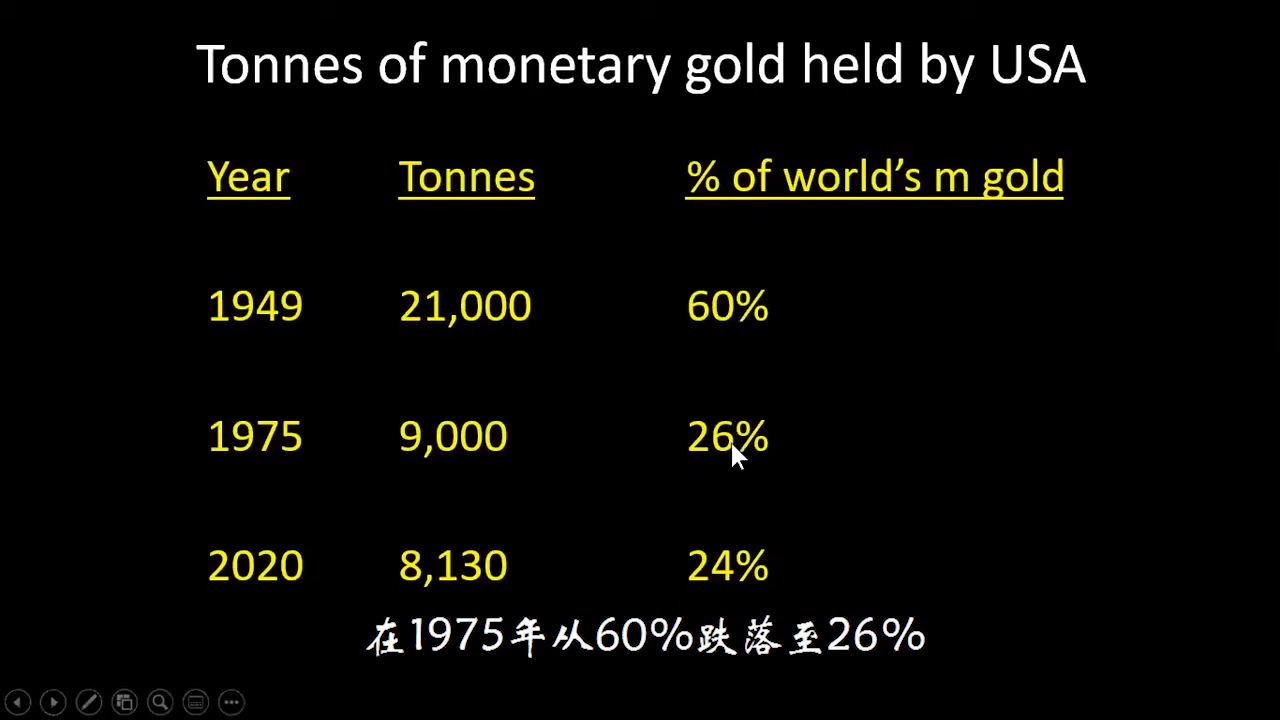 Tonnes of monetary gold held by USA
Year Tonnes % of world's m gold
1949 21,000 60%
1975 9,000 26%
2020 8,130 24%
在1975年从60%跌落至26%